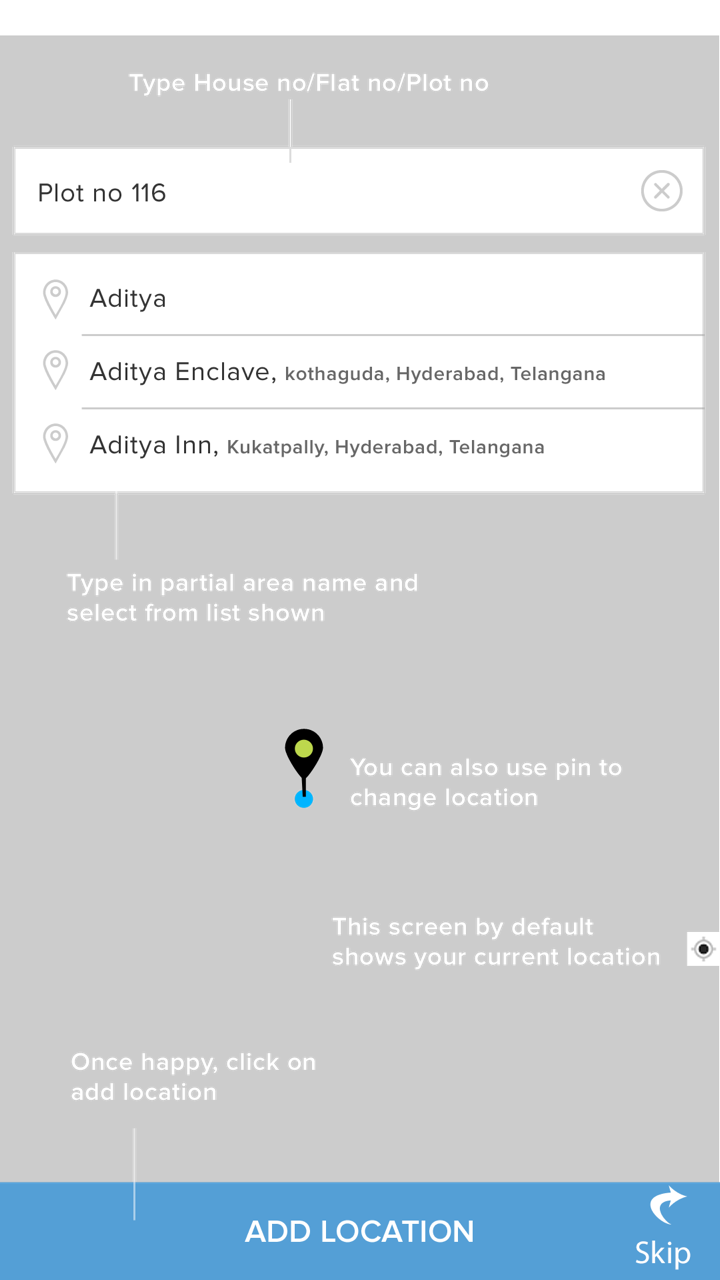 Type House no/Flat no/Plot no
Plot no 116
Aditya
Aditya Enclave, kothaguda, Hyderabad, Telangana
Aditya Inn, Kukatpally, Hyderabad, Telangana
Type in partial area name and
select from list shown
You can also use pin to
change location
This screen by default
shows your current location
Once happy, click on
add location
ADD LOCATION
Skip